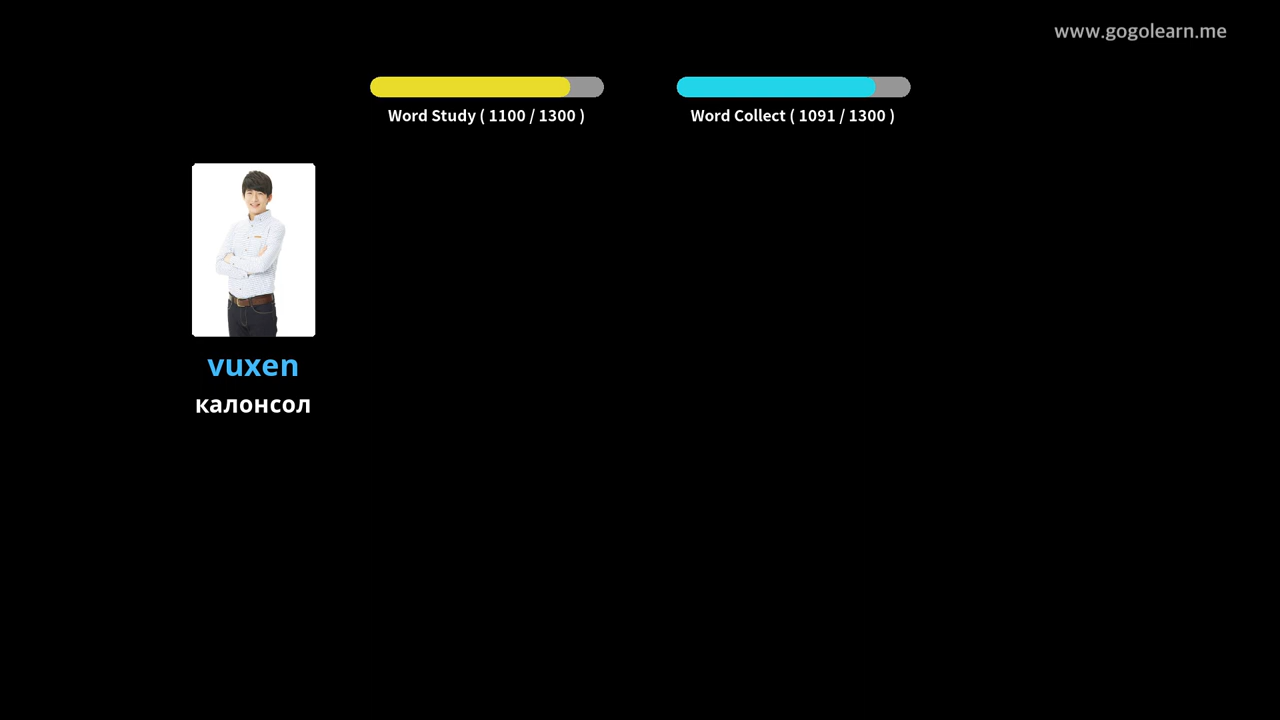 www.gogolearn.me
Word Study ( 1100 / 1300 )
Word Collect ( 1091 / 1300 )
vuxen
калонсол